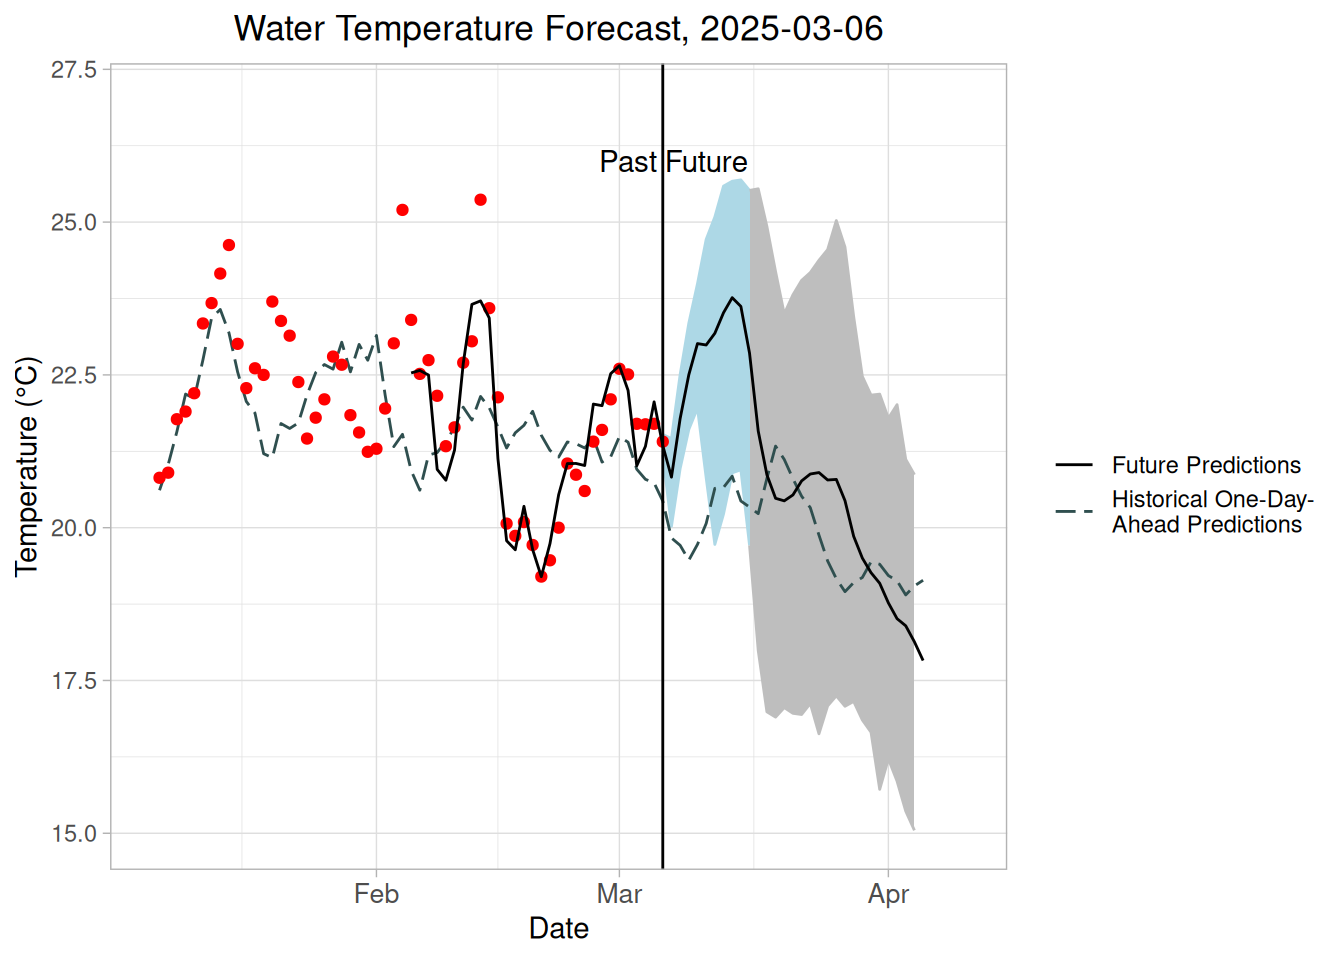 Water Temperature Forecast, 2025-03-06
27.5
25.0
22.5
20.0
17.5
15.0
Temperature (°C)
Past Future
Feb
Mar
Apr
Date
Future Predictions
Historical One-Day-
Ahead Predictions